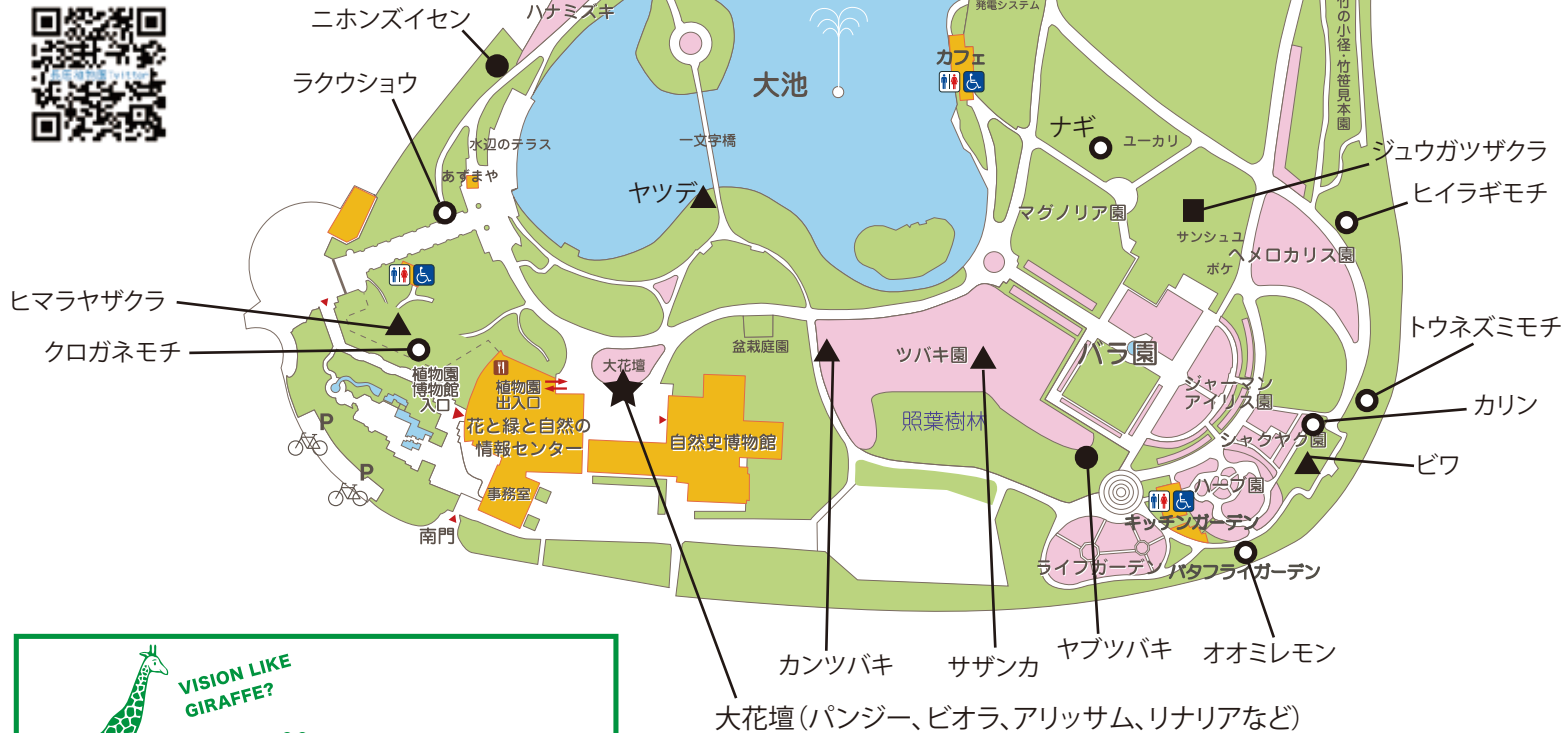 発電システム
竹の小径・竹笹見本園
ハナミズキ
ニホンズイセン
カフェ
ラクウショウ
大池
長居植物園Twitter
ナギ
ユーカリ
一文字橋
水辺のテラス
ジュウガツザクラ
あずまや
ヤツデ
ヒイラギモチ
マグノリア園
サンシュユ
ヘメロカリス園
ボケ
ヒマラヤザクラ
トウネズミモチ
クロガネモチ
盆栽庭園
ツバキ園
バラ園
大花壇
植物園
博物館
入口
植物園
出入口
ジャーマン
アイリス園
カリン
花と緑と自然の
情報センター
自然史博物館
照葉樹林
シャクヤク園
P
ビワ
P
ハーブ園
事務室
キッチンガーデン
南門
ライフガーデン
バタフライガーデン
カンツバキ
サザンカ
ヤブツバキ
オオミレモン
大花壇（パンジー、ビオラ、アリッサム、リナリアなど）
VISION LIKE
GIRAFFE?